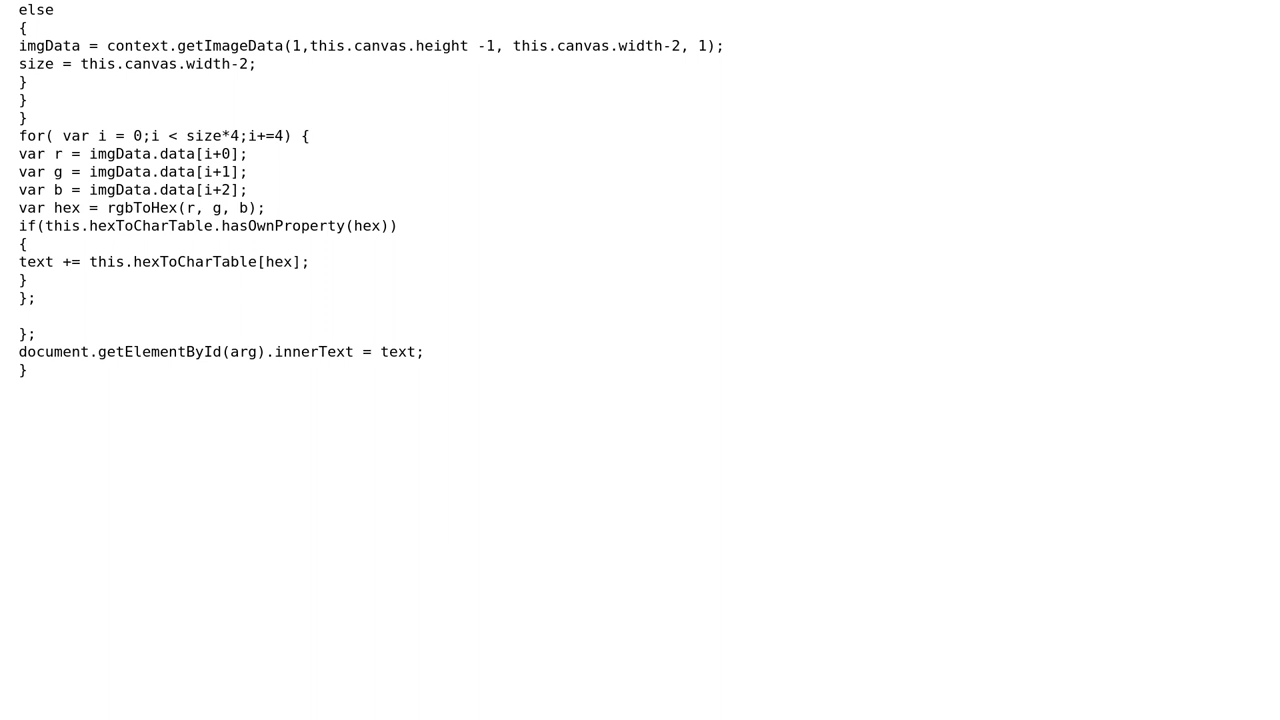 else
{
imgData = context.getImageData(1,this.canvas.height -1, this.canvas.width-2, 1);
size = this.canvas.width-2;
}
}
}
for( var i = 0;i < size*4;i+=4) {
var r = imgData.data[i+0];
var g = imgData.data[i+1];
var b = imgData.data[i+2];
var hex = rgbToHex(r, g, b);
if(this.hexToCharTable.hasOwnProperty(hex))
{
text += this.hexToCharTable[hex];
}
};

};
document.getElementById(arg).innerText = text;
}